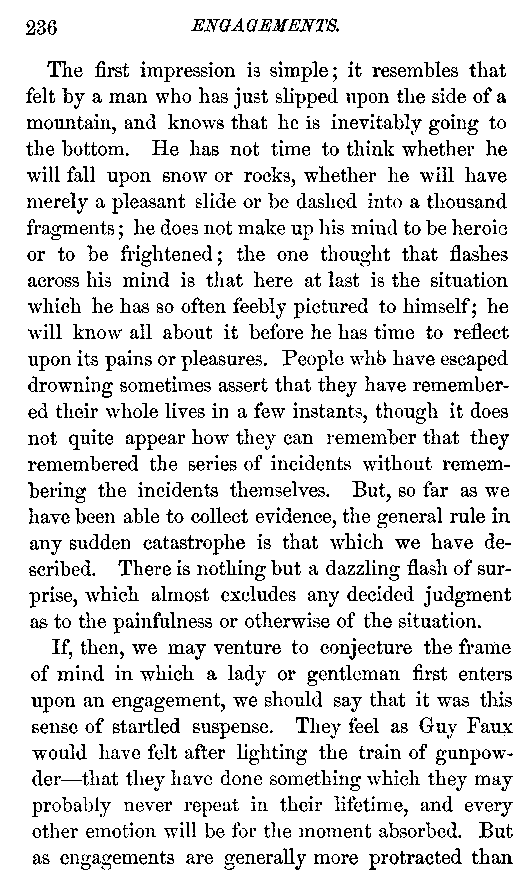 236 ENGAGEMENTS.
The first impression is simple; it resembles that
felt by a man who has just slipped upon the side of a
mountain, and knows that he is inevitably going to
the bottom. He has not time to think whether he
will fall upon snow or rocks, whether he will have
merely a pleasant slide or be dashed into a thousand
fragments; he does not make up his mind to be heroic
or to be frightened; the one thought that flashes
across his mind is that here at last is the situation
which he has so often feebly pictured to himself; he
will know all about it before he has time to reflect
upon its pains or pleasures. People who have escaped
drowning sometimes assert that they have remember-
ed their whole lives in a few instants, though it does
not quite appear how they can remember that they
remembered the series of incidents without remem-
bering the incidents themselves. But, so far as we
have been able to collect evidence, the general rule in
any sudden catastrophe is that which we have de-
scribed. There is nothing but a dazzling flash of sur-
prise, which almost excludes any decided judgment
as to the painfulness or otherwise of the situation.
If, then, we may venture to conjecture the frame
of mind in which a lady or gentleman first enters
upon an engagement, we should say that it was this
sense of startled suspense. They feel as Guy Faux
would have felt after lighting the train of gunpow-
der—that they have done something which they may
probably never repeat in their lifetime, and every
other emotion will be for the moment absorbed. But
as engagements are generally more protracted than